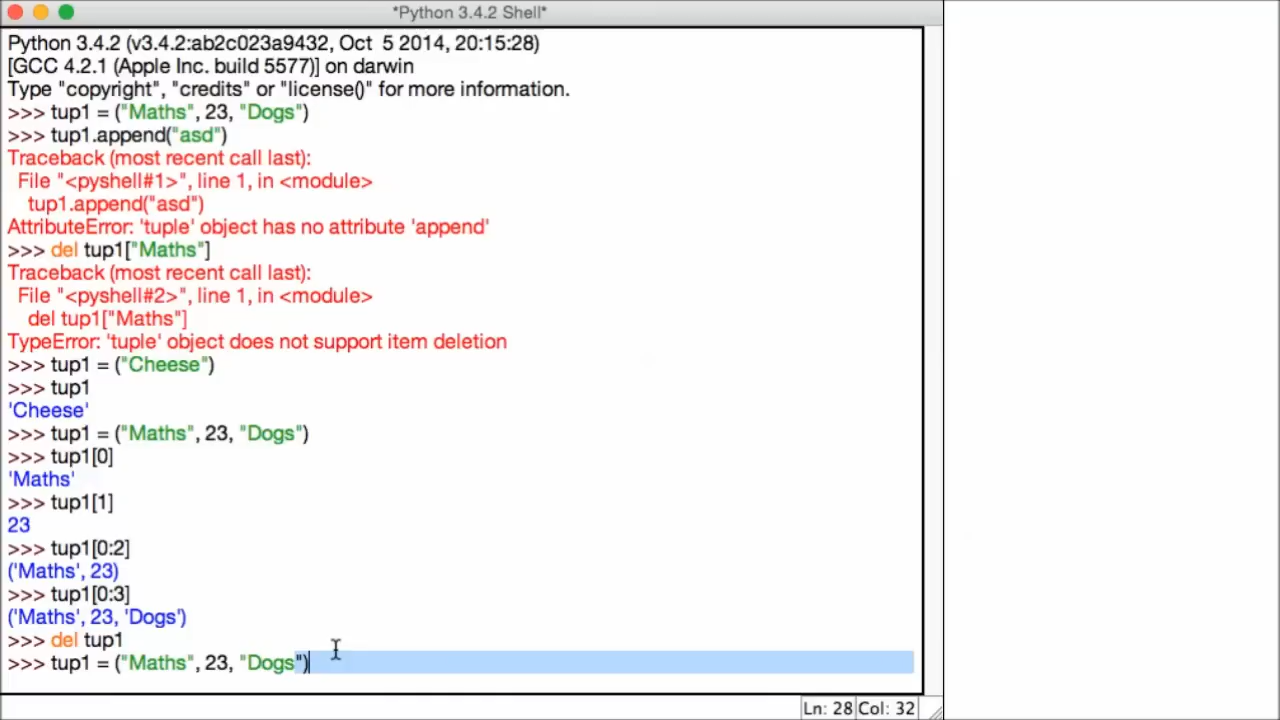 *Python 3.4.2 Shell*
Python 3.4.2 (v3.4.2:ab2c023a9432, Oct  5 2014, 20:15:28)
[GCC 4.2.1 (Apple Inc. build 5577)] on darwin
Type "copyright", "credits" or "license()" for more information.
>>> tup1 = ("Maths", 23, "Dogs")
>>> tup1.append("asd")
Traceback (most recent call last):
  File "<pyshell#1>", line 1, in <module>
    tup1.append("asd")
AttributeError: 'tuple' object has no attribute 'append'
>>> del tup1["Maths"]
Traceback (most recent call last):
  File "<pyshell#2>", line 1, in <module>
    del tup1["Maths"]
TypeError: 'tuple' object does not support item deletion
>>> tup1 = ("Cheese")
>>> tup1
'Cheese'
>>> tup1 = ("Maths", 23, "Dogs")
>>> tup1[0]
'Maths'
>>> tup1[1]
23
>>> tup1[0:2]
('Maths', 23)
>>> tup1[0:3]
('Maths', 23, 'Dogs')
>>> del tup1
>>> tup1 = ("Maths", 23, "Dogs")
Ln: 28 Col: 32